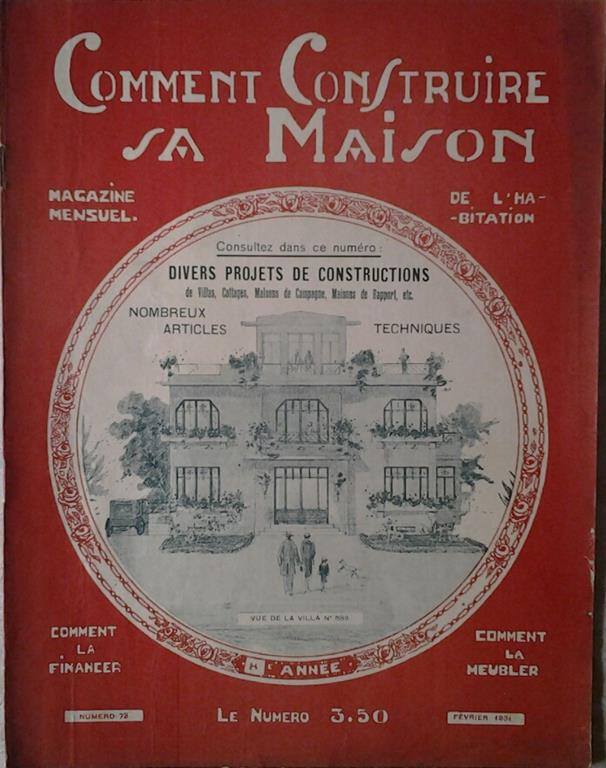 COMMENT CONSTRUIRE
SA MAISON
MAGAZINE
MENSUEL.
DE L'HA-
-BITATION
Consultez dans ce numéro :
DIVERS PROJETS DE CONSTRUCTIONS
de Villas, Cottages, Maisons de Campagne, Maisons de Rapport, etc.
NOMBREUX
ARTICLES TECHNIQUES
VUE DE LA VILLA N°
COMMENT
LA
FINANCER
COMMENT
LA
MEUBLER
ANNÉE
NUMERO 72
LE NUMERO 3.50
FÉVRIER 1931